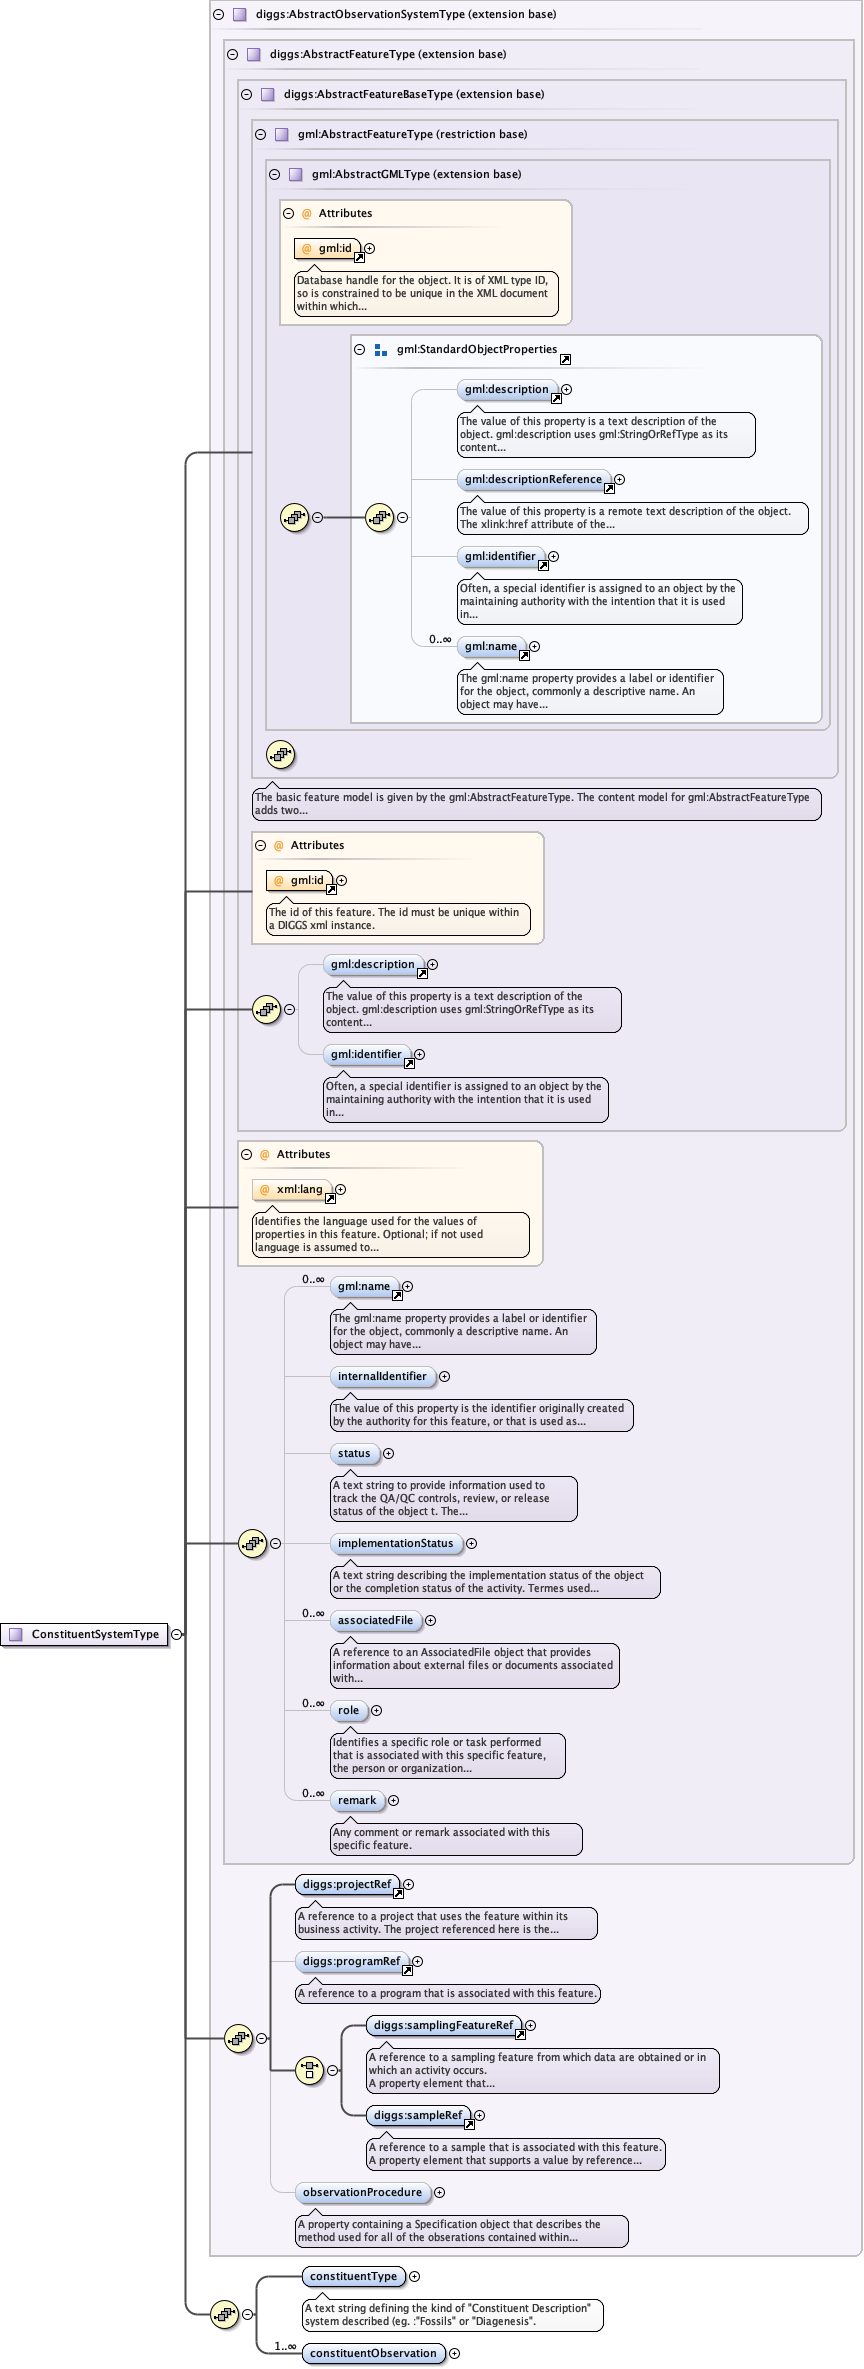 diggs:AbstractObservationSystemType (extension base)
diggs:AbstractFeatureType (extension base)
diggs:AbstractFeatureBaseType (extension base)
gml:AbstractFeatureType (restriction base)
gml:AbstractGMLType (extension base)
@ Attributes
@ gml:id
Database handle for the object. It is of XML type ID,
so is constrained to be unique in the XML document
within which...
gml:StandardObjectProperties
gml:description
The value of this property is a text description of the
object. gml:description uses gml:StringOrRefType as its
content...
gml:descriptionReference
The value of this property is a remote text description of the object.
The xlink:href attribute of the...
gml:identifier
Often, a special identifier is assigned to an object by the
maintaining authority with the intention that it is used
in...
0..∞
gml:name
The gml:name property provides a label or identifier
for the object, commonly a descriptive name. An
object may have...
The basic feature model is given by the gml:AbstractFeatureType. The content model for gml:AbstractFeatureType
adds two...
@ Attributes
@ gml:id
The id of this feature. The id must be unique within
a DIGGS xml instance.
gml:description
The value of this property is a text description of the
object. gml:description uses gml:StringOrRefType as its
content...
gml:identifier
Often, a special identifier is assigned to an object by the
maintaining authority with the intention that it is used
in...
@ Attributes
@ xml:lang
Identifies the language used for the values of
properties in this feature. Optional; if not used
language is assumed to...
0..∞
gml:name
The gml:name property provides a label or identifier
for the object, commonly a descriptive name. An
object may have...
internalIdentifier
The value of this property is the identifier originally created
by the authority for this feature, or that is used as...
status
A text string to provide information used to
track the QA/QC controls, review, or release
status of the object t. The...
implementationStatus
A text string describing the implementation status of the object
or the completion status of the activity. Termes used...
0..∞
associatedFile
A reference to an AssociatedFile object that provides
information about external files or documents associated
with...
ConstituentSystemType
0..∞
role
Identifies a specific role or task performed
that is associated with this specific feature,
the person or organization...
0..∞
remark
Any comment or remark associated with this
specific feature.
diggs:projectRef
A reference to a project that uses the feature within its
business activity. The project referenced here is the...
diggs:programRef
A reference to a program that is associated with this feature.
diggs:samplingFeatureRef
A reference to a sampling feature from which data are obtained or in
which an activity occurs.
A property element that...
diggs:sampleRef
A reference to a sample that is associated with this feature.
A property element that supports a value by reference...
observationProcedure
A property containing a Specification object that describes the
method used for all of the obserations contained within...
constituentType
A text string defining the kind of "Constituent Description"
system described (eg. :"Fossils" or "Diagenesis".
1..∞
constituentObservation